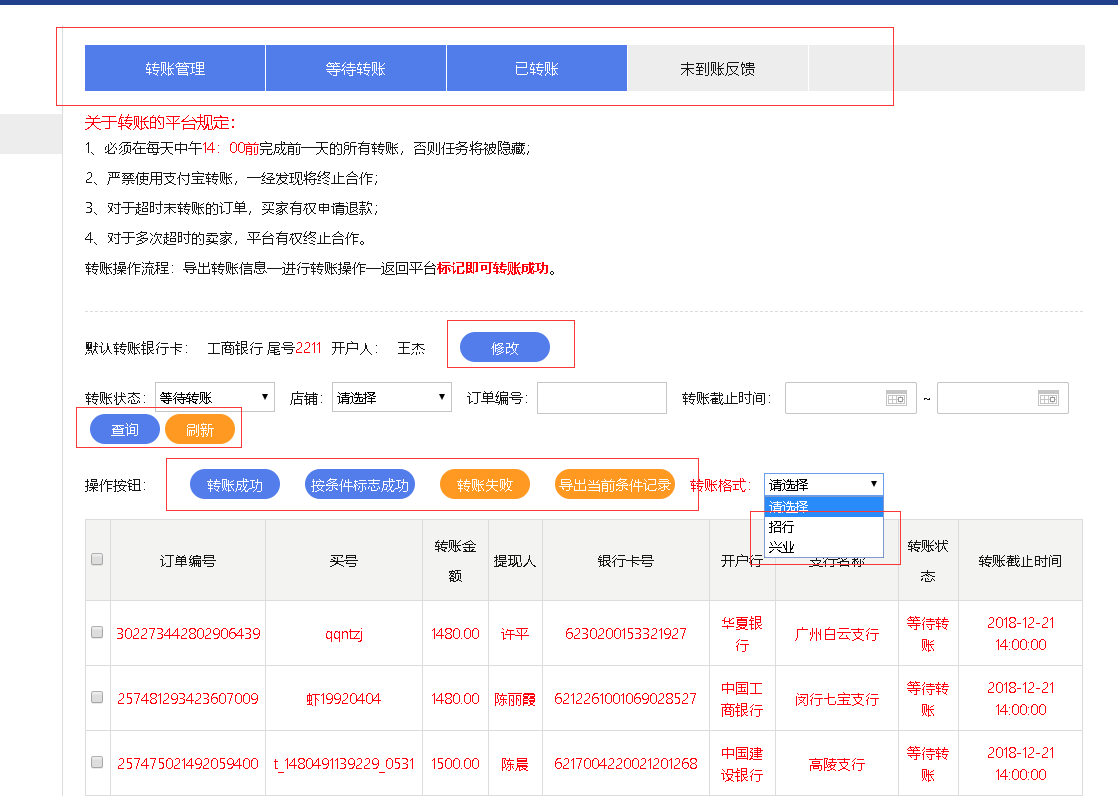 转账管理 等待转账 已转账 未到账反馈
关于转账的平台规定：
1、必须在每天中午14：00前完成前一天的所有转账，否则任务将被隐藏；
2、严禁使用支付宝转账，一经发现将终止合作；
3、对于超时未转账的订单，买家有权申请退款；
4、对于多次超时的卖家，平台有权终止合作。
转账操作流程：导出转账信息—进行转账操作—返回平台标记即可转账成功。
默认转账银行卡： 工商银行 尾号2211 开户人： 王杰 修改
转账状态： 等待转账 店铺： 请选择 订单编号： 转账截止时间： ~
查询 刷新
操作按钮： 转账成功 按条件标志成功 转账失败 导出当前条件记录 转账格式： 请选择
请选择
招行
兴业
订单编号 买号 转账金额 提现人 银行卡号 开户行 支行名称 转账状态 转账截止时间
302273442802906439 qqntzj 1480.00 许平 6230200153321927 华夏银行 广州白云支行 等待转账 2018-12-21 14:00:00
257481293423607009 虾19920404 1480.00 陈丽霞 6212261001069028527 中国工商银行 闵行七宝支行 等待转账 2018-12-21 14:00:00
257475021492059400 t_1480491139229_0531 1500.00 陈晨 6217004220021201268 中国建设银行 高陵支行 等待转账 2018-12-21 14:00:00